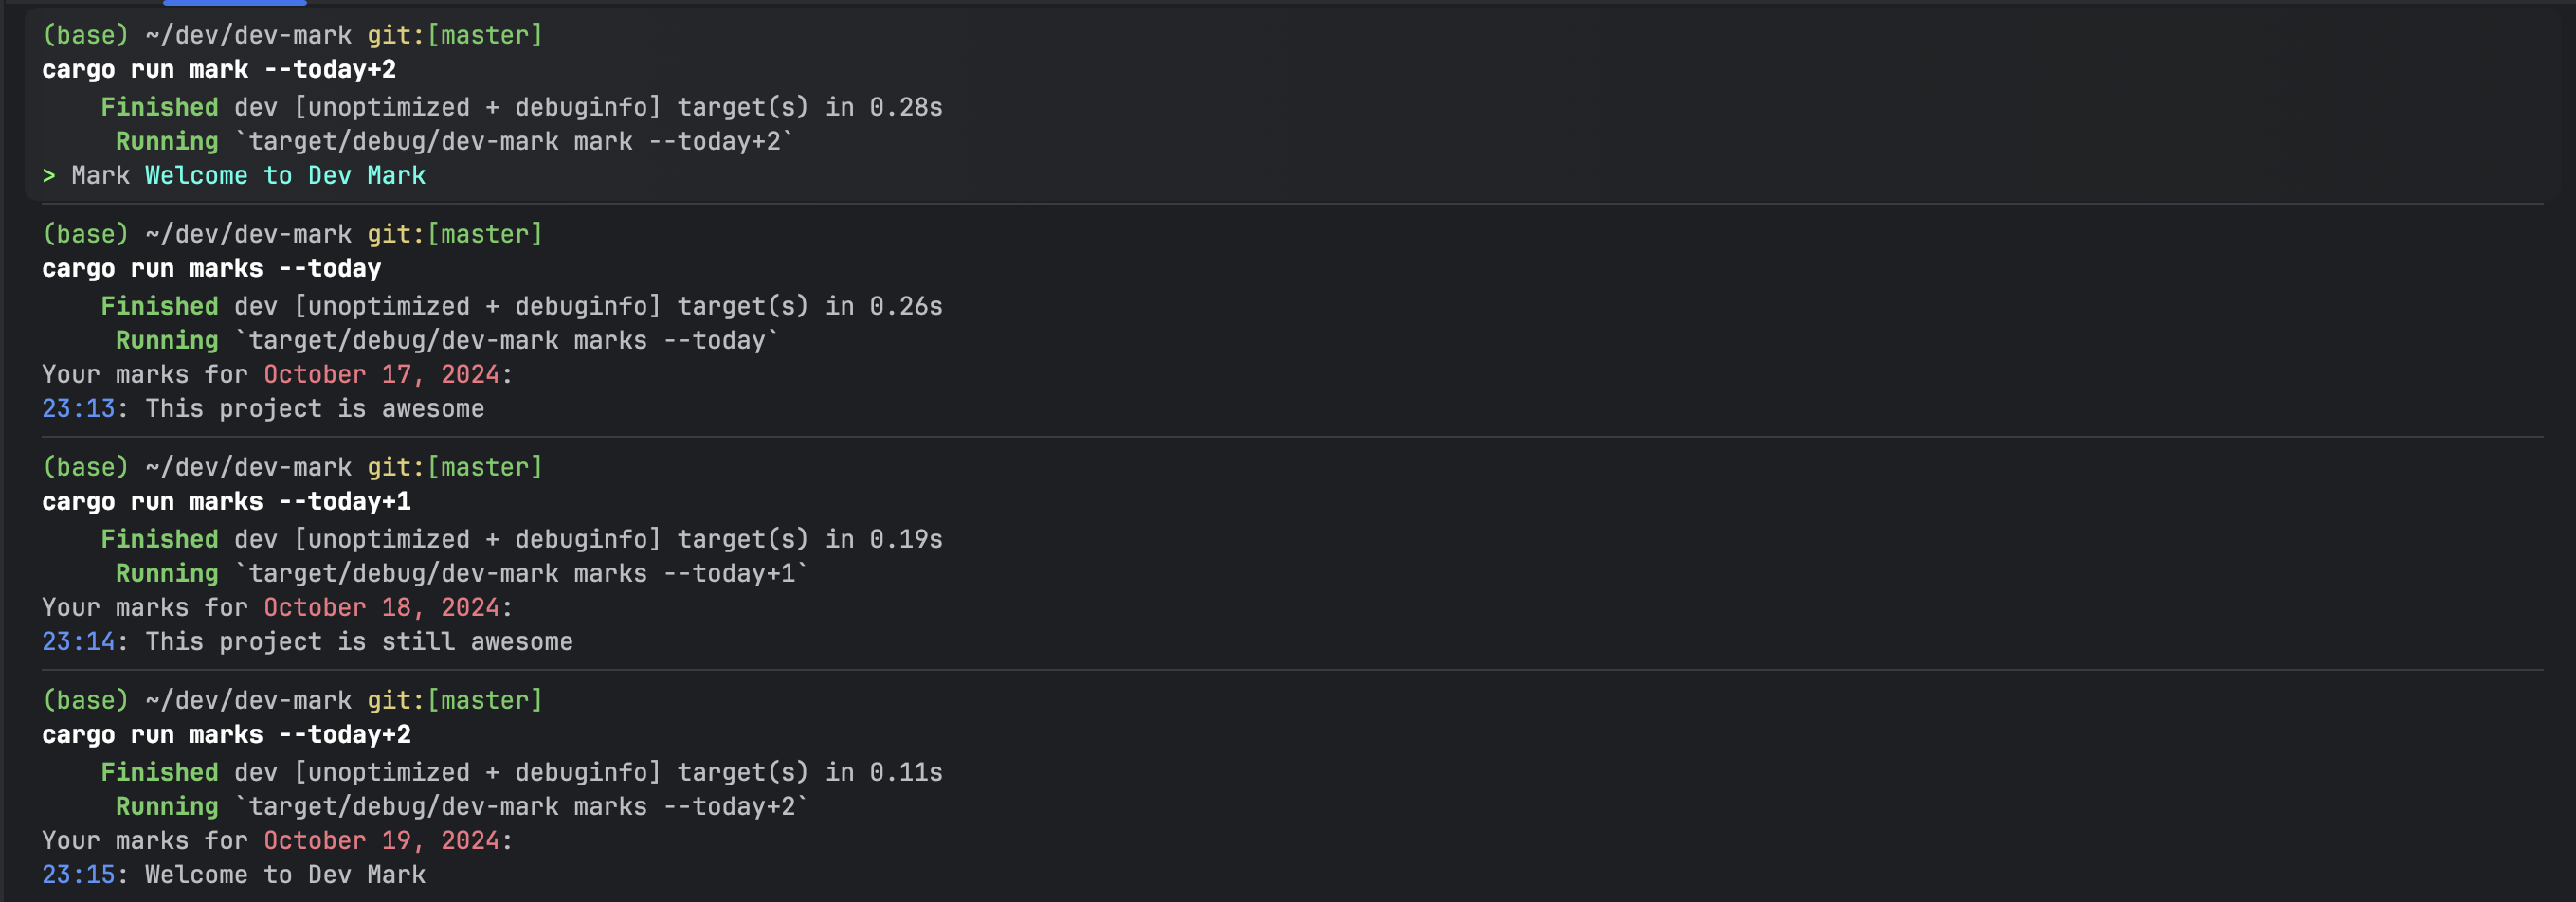 (base) ~/dev/dev-mark git:[master]
cargo run mark --today+2
    Finished dev [unoptimized + debuginfo] target(s) in 0.28s
     Running `target/debug/dev-mark mark --today+2`
> Mark Welcome to Dev Mark
(base) ~/dev/dev-mark git:[master]
cargo run marks --today
    Finished dev [unoptimized + debuginfo] target(s) in 0.26s
     Running `target/debug/dev-mark marks --today`
Your marks for October 17, 2024:
23:13: This project is awesome
(base) ~/dev/dev-mark git:[master]
cargo run marks --today+1
    Finished dev [unoptimized + debuginfo] target(s) in 0.19s
     Running `target/debug/dev-mark marks --today+1`
Your marks for October 18, 2024:
23:14: This project is still awesome
(base) ~/dev/dev-mark git:[master]
cargo run marks --today+2
    Finished dev [unoptimized + debuginfo] target(s) in 0.11s
     Running `target/debug/dev-mark marks --today+2`
Your marks for October 19, 2024:
23:15: Welcome to Dev Mark